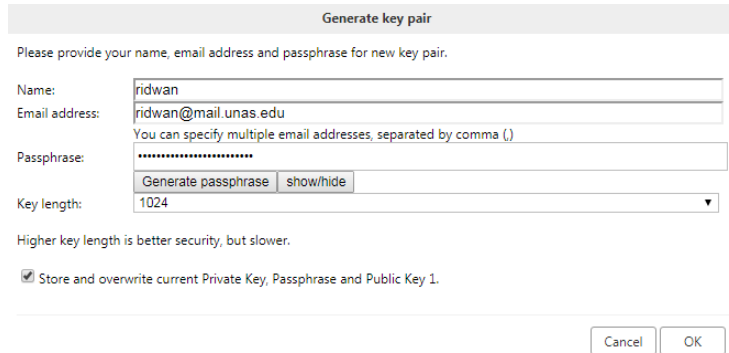 Generate key pair
Please provide your name, email address and passphrase for new key pair.
Name: ridwan
Email address: ridwan@mail.unas.edu
You can specify multiple email addresses, separated by comma (,)
Passphrase: •••••••••••••••••••••••••
Generate passphrase show/hide
Key length: 1024
Higher key length is better security, but slower.
Store and overwrite current Private Key, Passphrase and Public Key 1.
Cancel OK